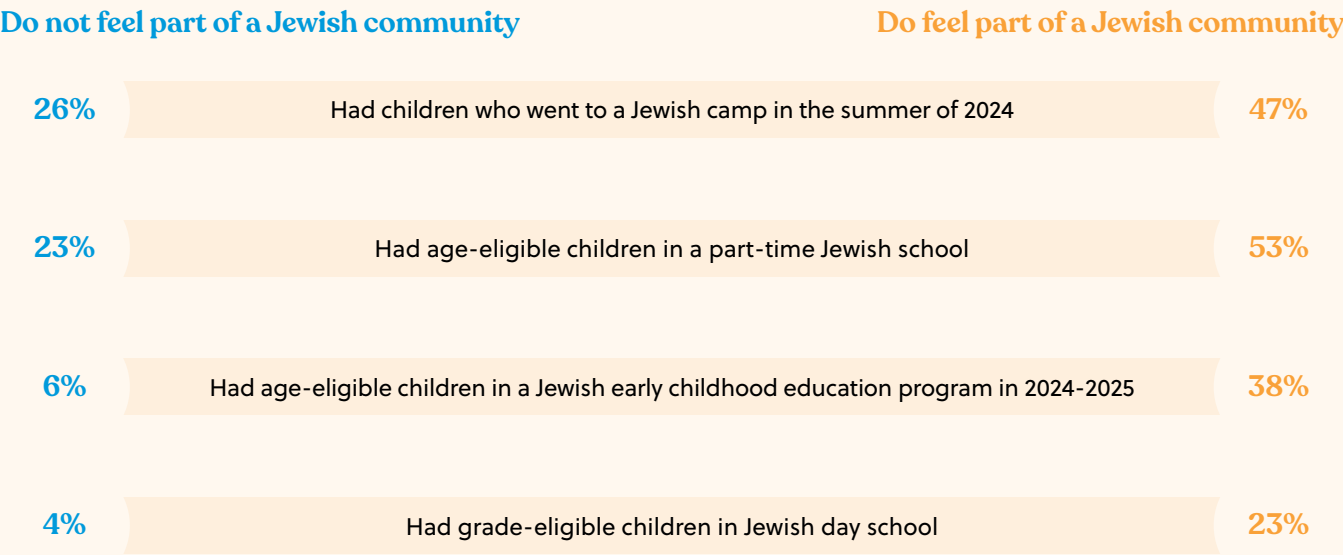 Do not feel part of a Jewish community
Do feel part of a Jewish community
26%
Had children who went to a Jewish camp in the summer of 2024
47%
23%
Had age-eligible children in a part-time Jewish school
53%
6%
Had age-eligible children in a Jewish early childhood education program in 2024-2025
38%
4%
Had grade-eligible children in Jewish day school
23%